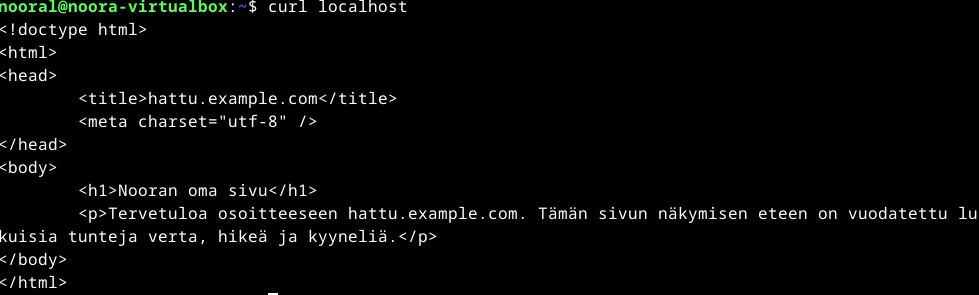 nooral@noora-virtualbox:~$ curl localhost
<!doctype html>
<html>
<head>
        <title>hattu.example.com</title>
        <meta charset="utf-8" />
</head>
<body>
        <h1>Nooran oma sivu</h1>
        <p>Tervetuloa osoitteeseen hattu.example.com. Tämän sivun näkymisen eteen on vuodatettu lu
kuisia tunteja verta, hikeä ja kyyneliä.</p>
</body>
</html>